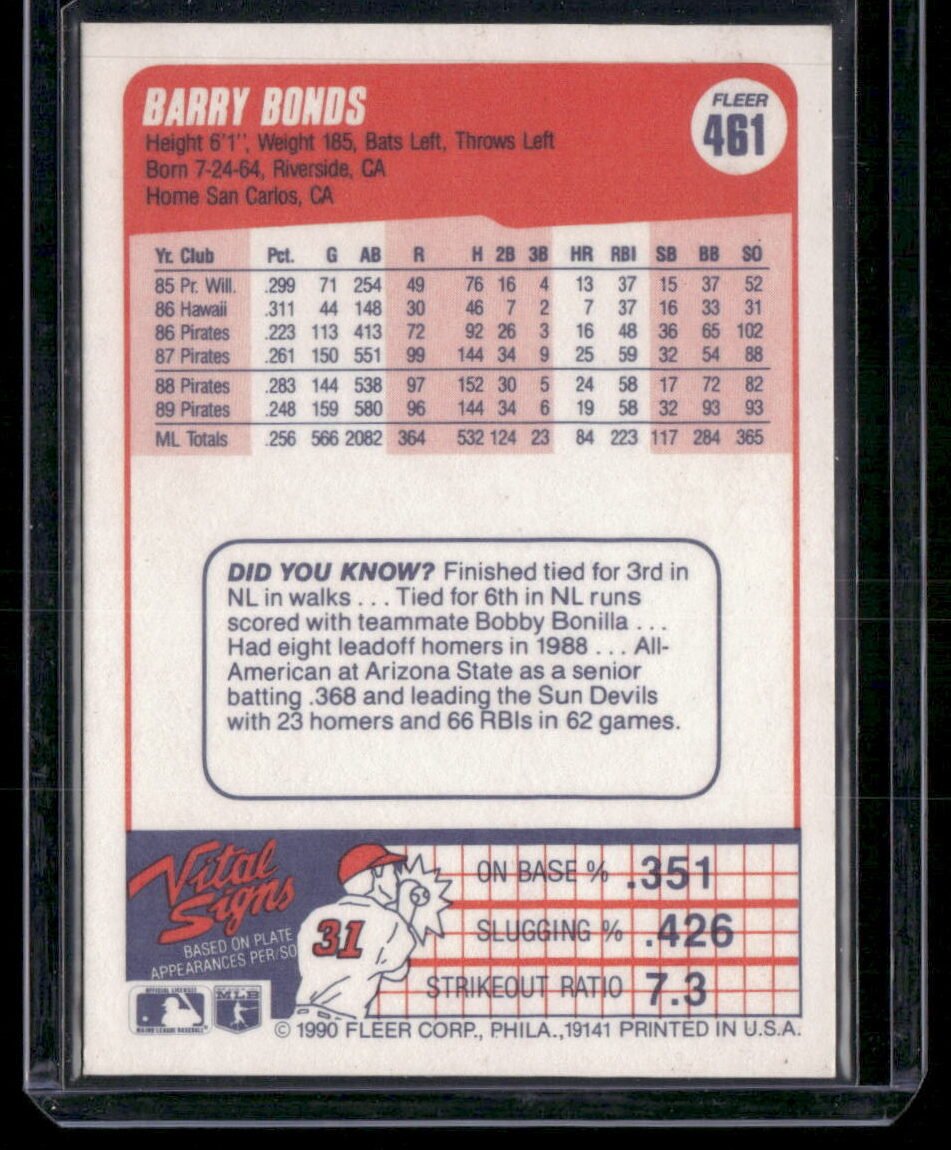 BARRY BONDS
FLEER
461
Height 6'1'', Weight 185, Bats Left, Throws Left
Born 7-24-64, Riverside, CA
Home San Carlos, CA
Yr. Club Pct. G AB R H 2B 3B HR RBI SB BB SO
85 Pr. Will. .299 71 254 49 76 16 4 13 37 15 37 52
86 Hawaii .311 44 148 30 46 7 2 7 37 16 33 31
86 Pirates .223 113 413 72 92 26 3 16 48 36 65 102
87 Pirates .261 150 551 99 144 34 9 25 59 32 54 88
88 Pirates .283 144 538 97 152 30 5 24 58 17 72 82
89 Pirates .248 159 580 96 144 34 6 19 58 32 93 93
ML Totals .256 566 2082 364 532 124 23 84 223 117 284 365
DID YOU KNOW? Finished tied for 3rd in
NL in walks . . . Tied for 6th in NL runs
scored with teammate Bobby Bonilla . . .
Had eight leadoff homers in 1988 . . . All-
American at Arizona State as a senior
batting .368 and leading the Sun Devils
with 23 homers and 66 RBIs in 62 games.
Vital
Signs
BASED ON PLATE
APPEARANCES PER/SO
31
ON BASE % .351
SLUGGING % .426
STRIKEOUT RATIO 7.3
OFFICIAL LICENSEE
MAJOR LEAGUE BASEBALL
MLB
© 1990 FLEER CORP., PHILA., 19141 PRINTED IN U.S.A.